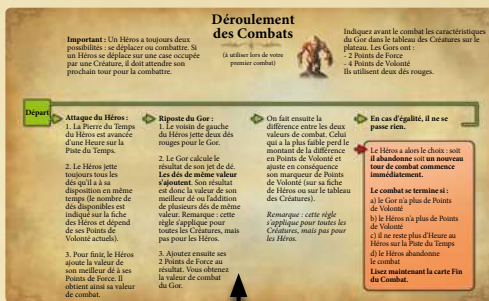 Déroulement
des Combats
(à utiliser lors de votre
premier combat)
Important : Un Héros a toujours deux
possibilités : se déplacer ou combattre. Si
un Héros se déplace sur une case occupée
par une Créature, il doit attendre son
prochain tour pour la combattre.
Indiquez avant le combat les caractéristiques
du Gor dans le tableau des Créatures sur le
plateau. Les Gors ont :
- 2 Points de Force
- 4 Points de Volonté
Ils utilisent deux dés rouges.
Départ
Attaque du Héros :
1. La Pierre du Temps
du Héros est avancée
d'une Heure sur la
Piste du Temps.
2. Le Héros jette
toujours tous les
dés qu'il a à sa
disposition en même
temps (le nombre de
dés disponibles est
indiqué sur la fiche
des Héros et dépend
de ses Points de
Volonté actuels).
3. Pour finir, le Héros
ajoute la valeur de
son meilleur dé à ses
Points de Force. Il
obtient ainsi sa valeur
de combat.
Riposte du Gor :
1. Le voisin de gauche
du Héros jette deux dés
rouges pour le Gor.
2. Le Gor calcule le
résultat de son jet de dé.
Les dés de même valeur
s'ajoutent. Son résultat
est donc la valeur de son
meilleur dé ou l'addition
de plusieurs dés de même
valeur. Remarque : cette
règle s'applique pour
toutes les Créatures, mais
pas pour les Héros.
3. Ajoutez ensuite ses
2 Points de Force au
résultat. Vous obtenez
la valeur de combat
du Gor.
On fait ensuite la
différence entre les deux
valeurs de combat. Celui
qui a la plus faible perd le
montant de la différence
en Points de Volonté et
ajuste en conséquence
son marqueur de Points
de Volonté (sur sa fiche
de Héros ou sur le tableau
des Créatures).
Remarque : cette règle
s'applique pour toutes les
Créatures, mais pas pour
les Héros.
En cas d'égalité, il ne se
passe rien.
Le Héros a alors le choix : soit
il abandonne soit un nouveau
tour de combat commence
immédiatement.
Le combat se termine si :
a) le Gor n'a plus de Points
de Volonté
b) le Héros n'a plus de Points
de Volonté
c) il ne reste plus d'Heure au
Héros sur la Piste du Temps
d) le Héros abandonne
le combat
Lisez maintenant la carte Fin
du Combat.